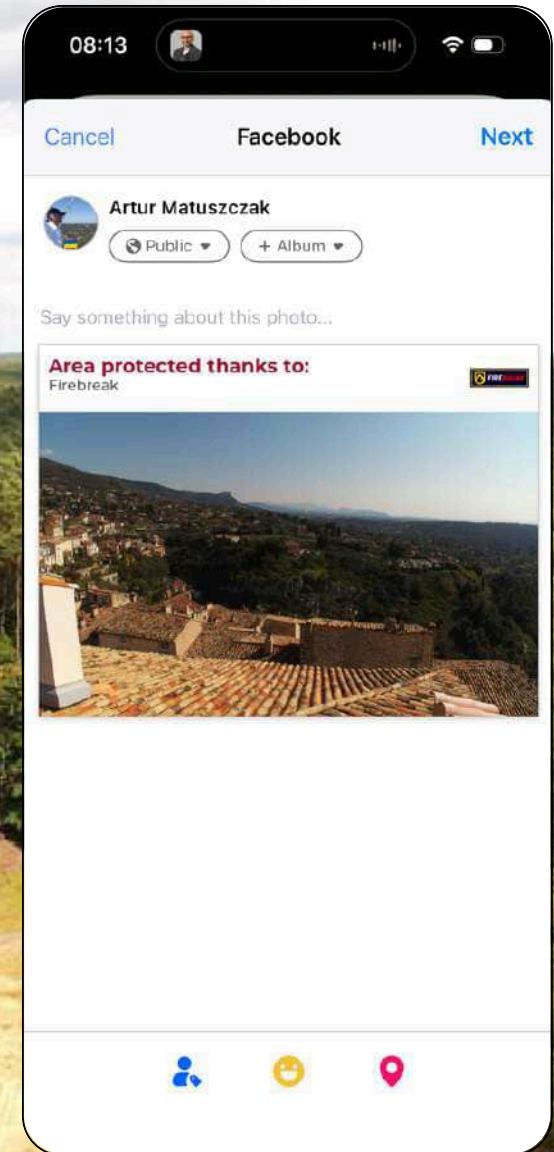 08:13
Cancel Facebook Next
Artur Matuszczak
Public + Album
Say something about this photo...
Area protected thanks to:
Firebreak